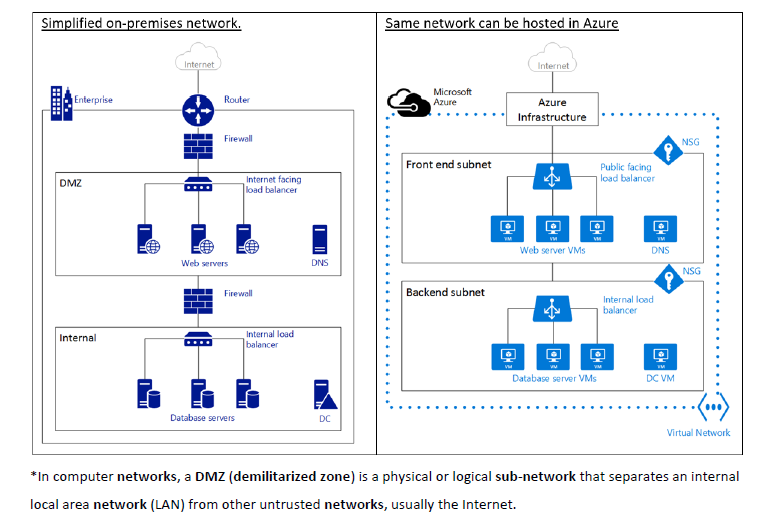 Simplified on-premises network.
Internet
Enterprise
Router
Firewall
DMZ
Internet facing
load balancer
Web servers
DNS
Firewall
Internal
Internal load
balancer
Database servers
DC
Same network can be hosted in Azure
Internet
Microsoft
Azure
Azure
Infrastructure
NSG
Front end subnet
Public facing
load balancer
VM
VM
VM
VM
Web server VMs
DNS
NSG
Backend subnet
Internal load
balancer
VM
VM
VM
VM
Database server VMs
DC VM
Virtual Network
*In computer networks, a DMZ (demilitarized zone) is a physical or logical sub-network that separates an internal
local area network (LAN) from other untrusted networks, usually the Internet.